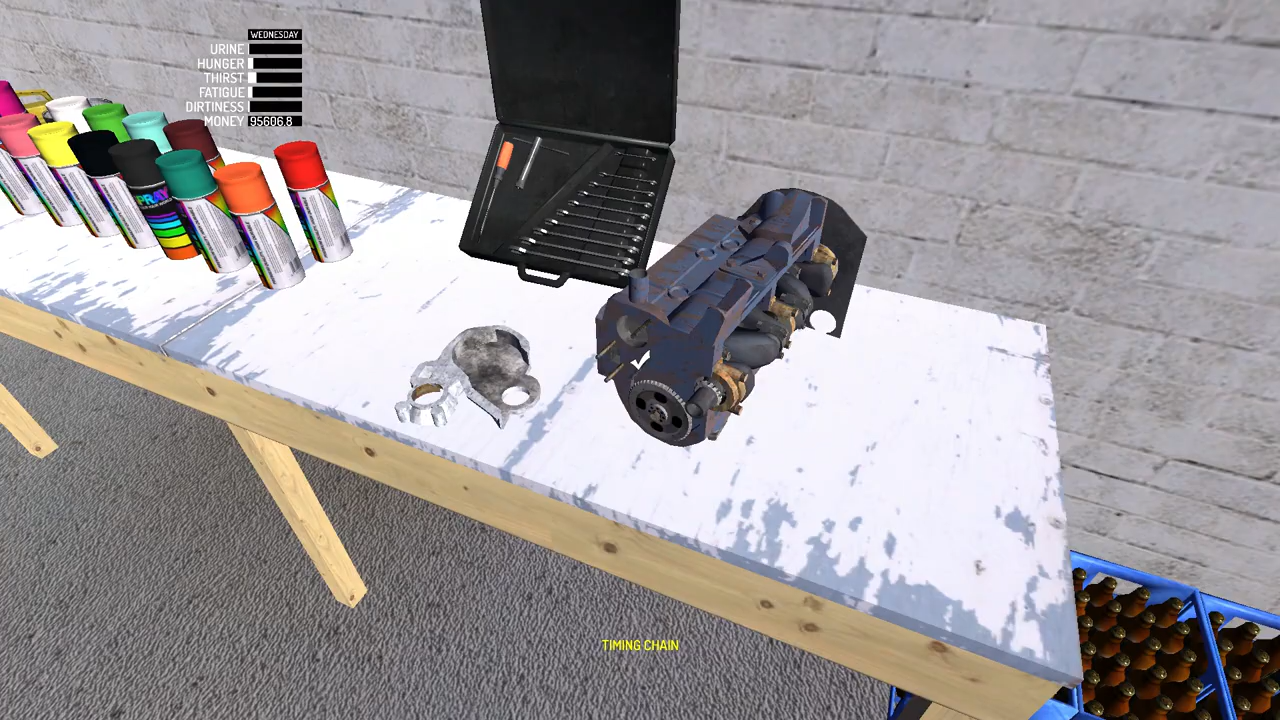 WEDNESDAY
URINE
HUNGER
THIRST
FATIGUE
DIRTINESS
MONEY 95606.8
SPRAY
TIMING CHAIN